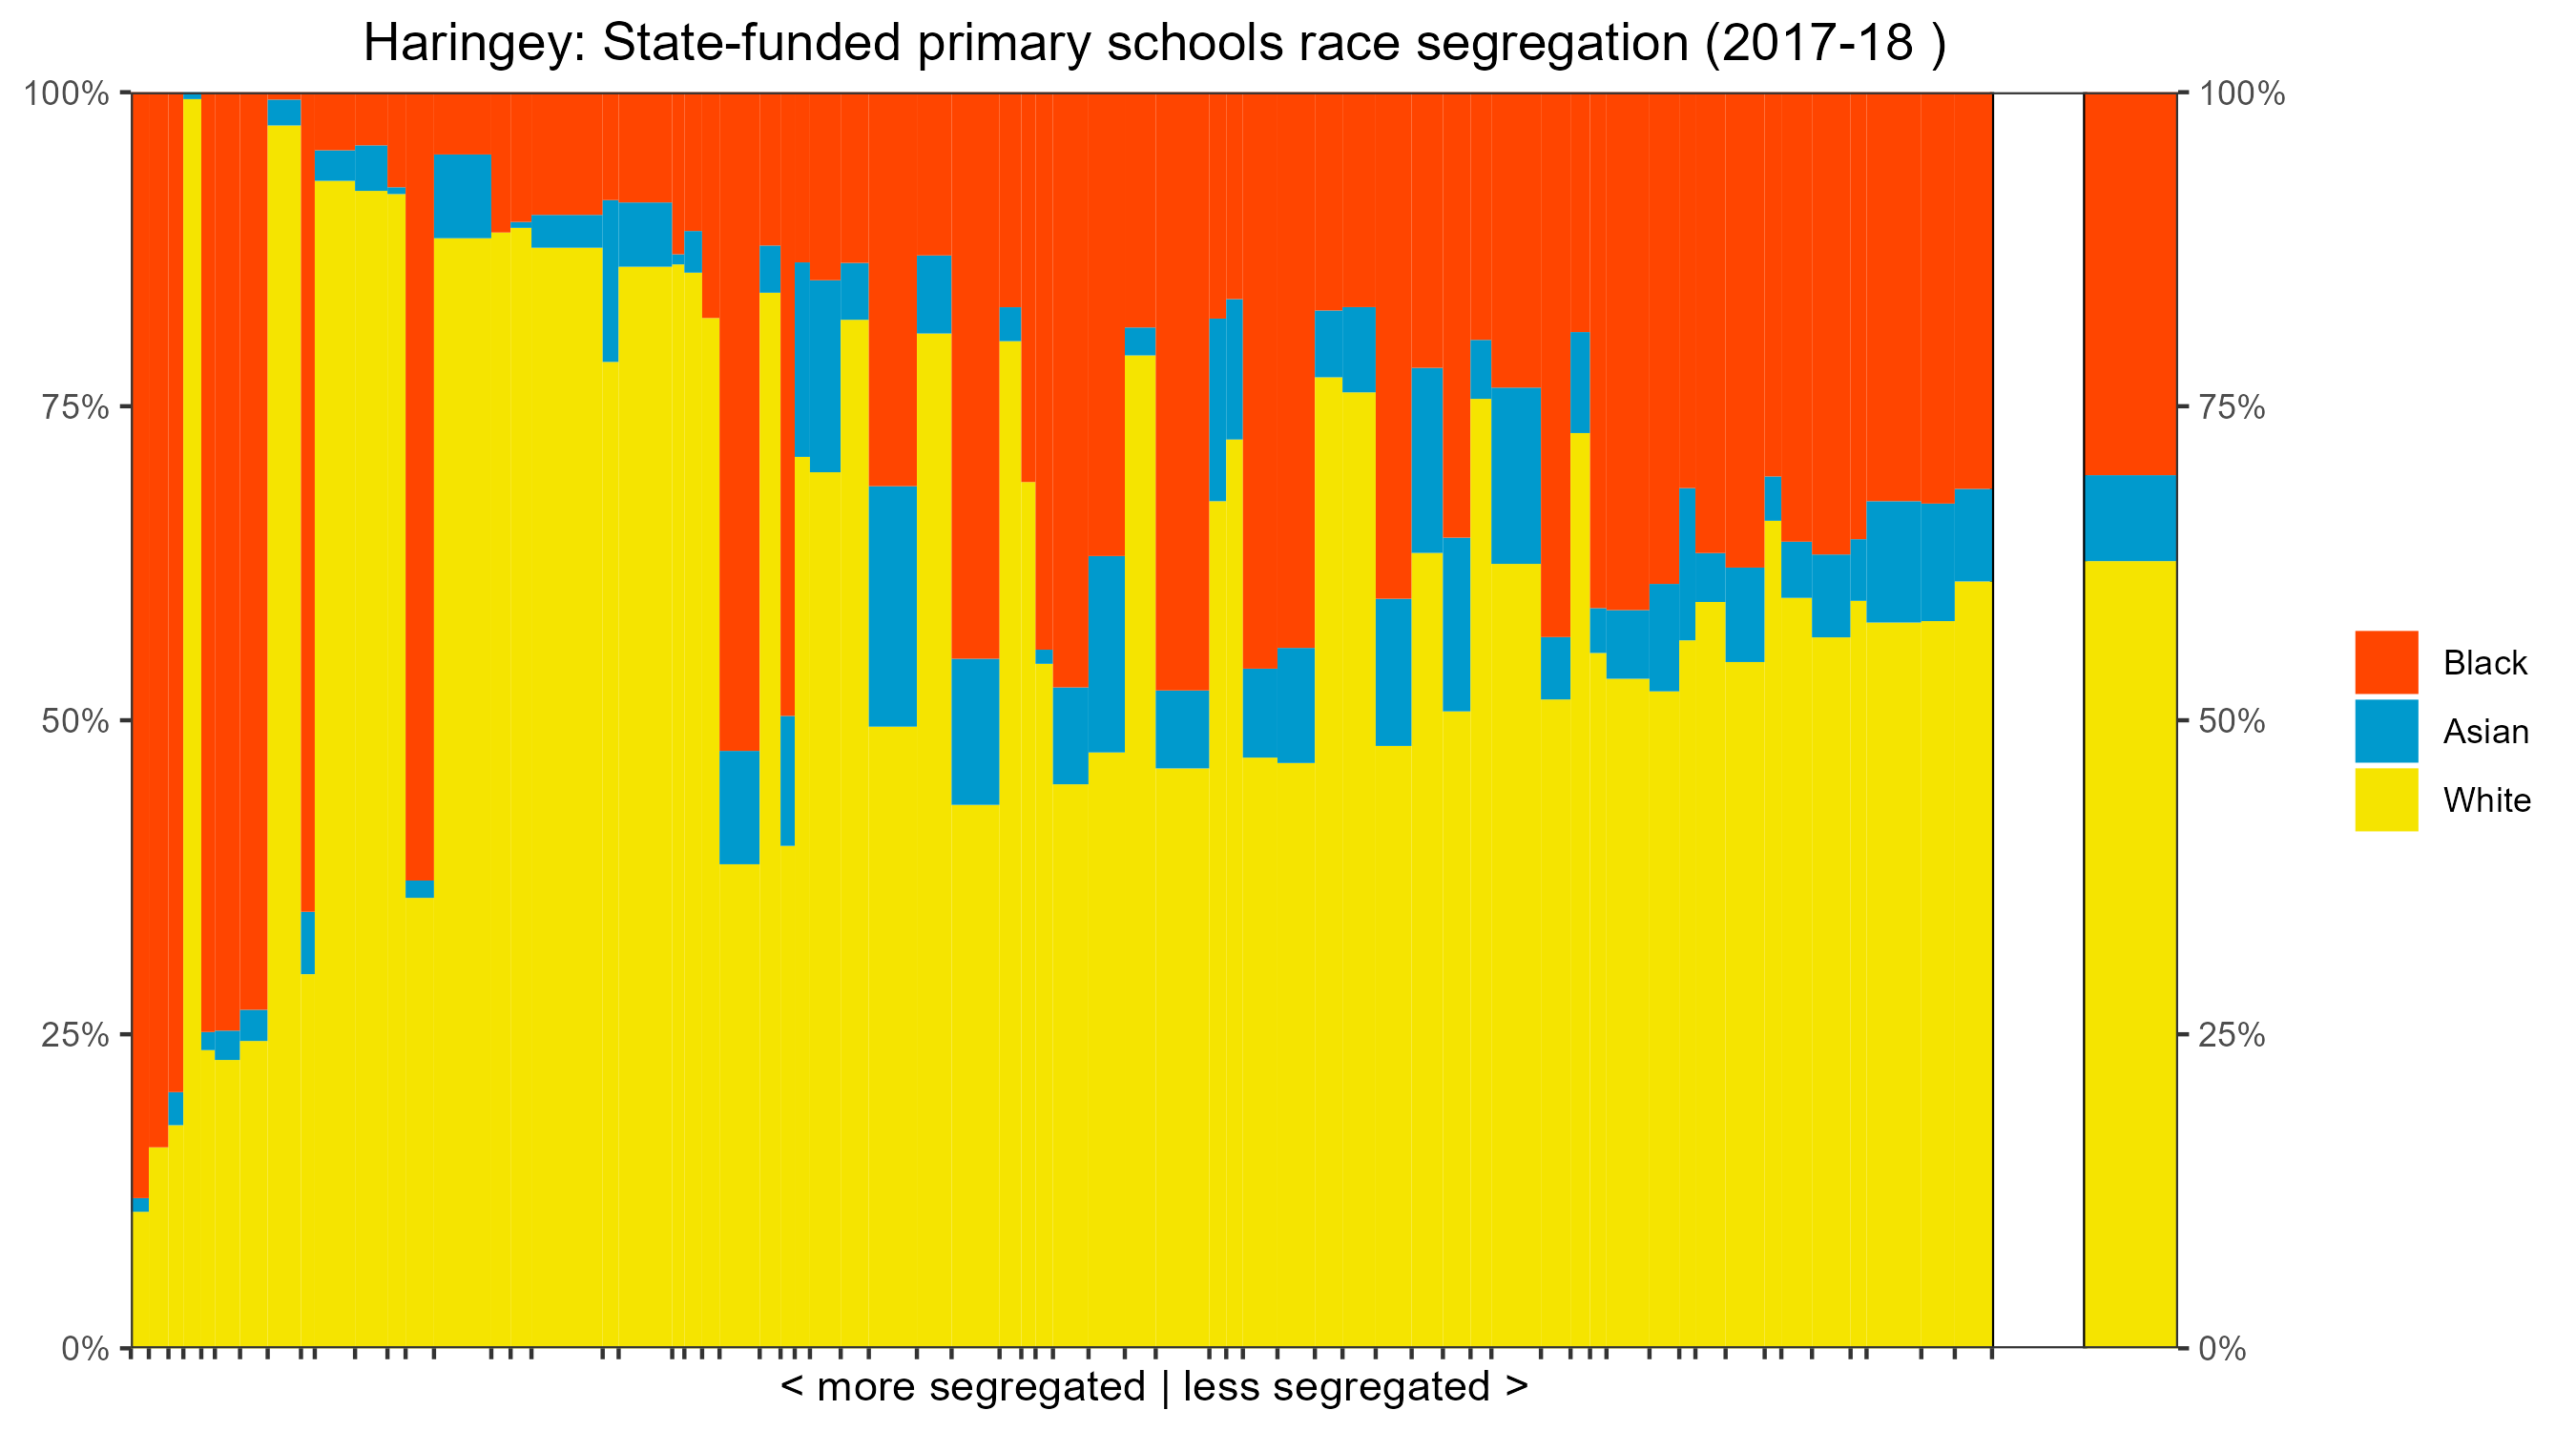 Haringey: State-funded primary schools race segregation (2017-18 )
100%
75%
50%
25%
0%
100%
75%
50%
25%
0%
Black
Asian
White
< more segregated | less segregated >